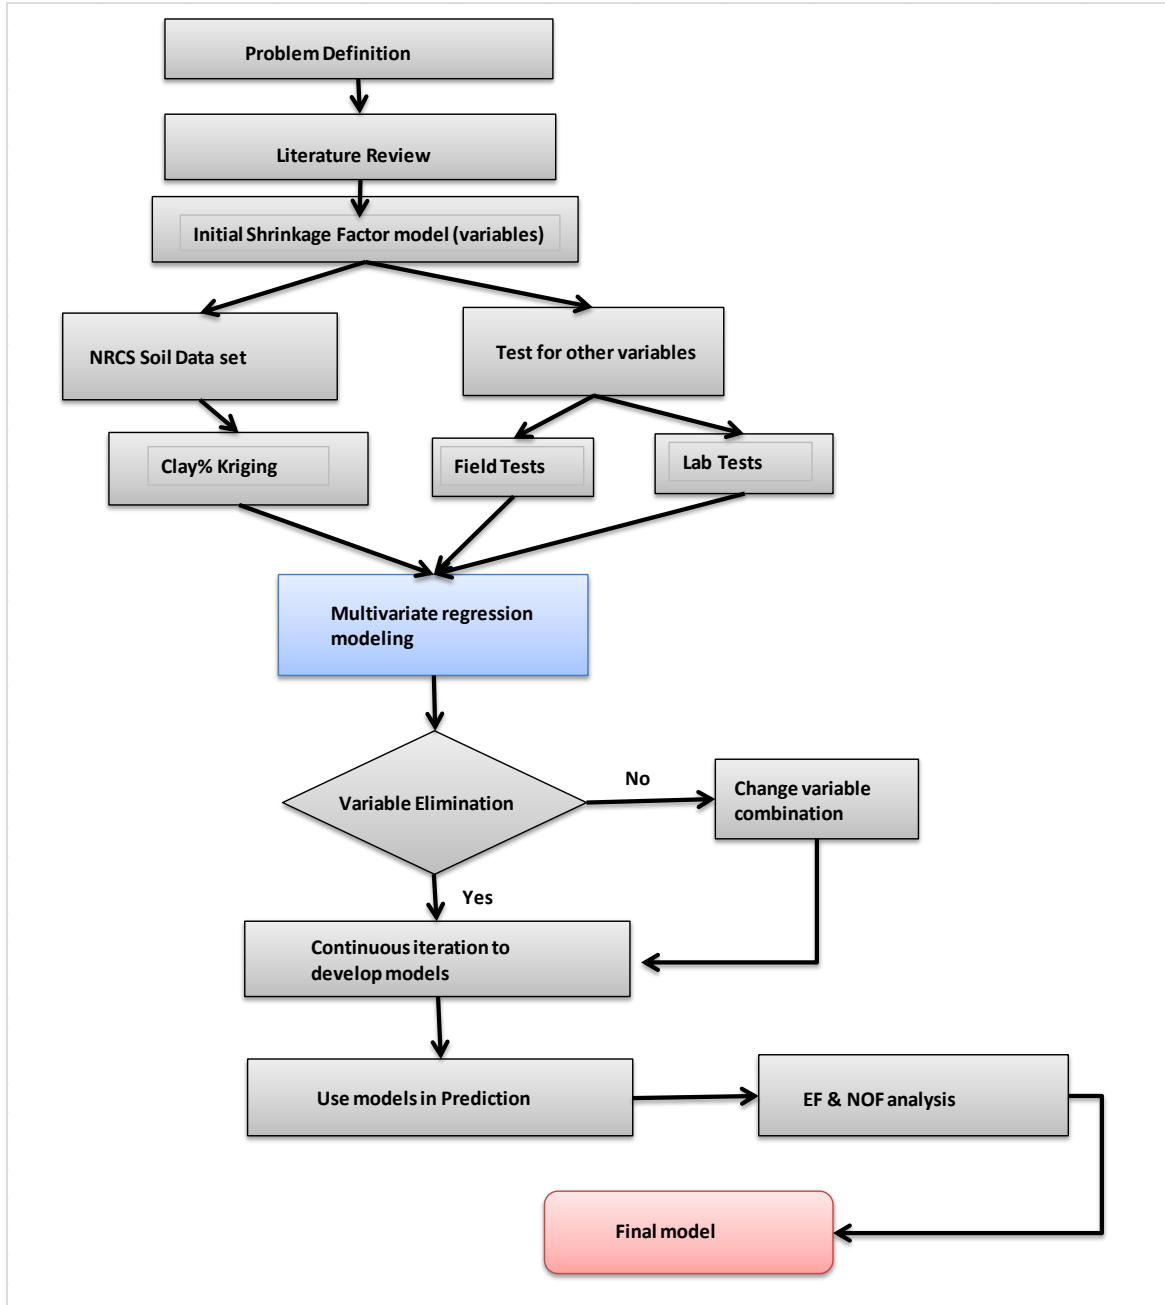 Problem Definition
Literature Review
Initial Shrinkage Factor model (variables)
NRCS Soil Data set
Test for other variables
Clay% Kriging
Field Tests
Lab Tests
Multivariate regression
modeling
Variable Elimination
No
Change variable
combination
Yes
Continuous iteration to
develop models
Use models in Prediction
EF & NOF analysis
Final model